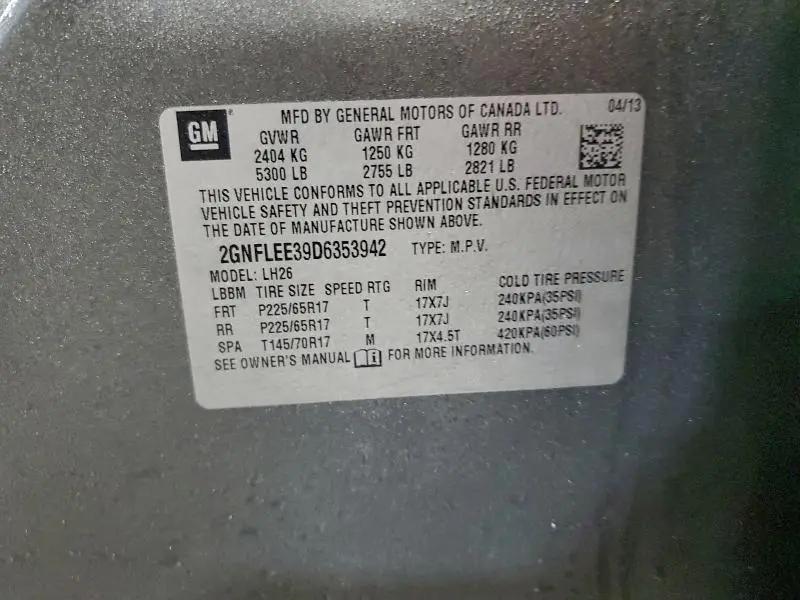 GM
MFD BY GENERAL MOTORS OF CANADA LTD. 04/13
GVWR GAWR FRT GAWR RR
2404 KG 1250 KG 1280 KG
5300 LB 2755 LB 2821 LB
THIS VEHICLE CONFORMS TO ALL APPLICABLE U.S. FEDERAL MOTOR
VEHICLE SAFETY AND THEFT PREVENTION STANDARDS IN EFFECT ON
THE DATE OF MANUFACTURE SHOWN ABOVE.
2GNFLEE39D6353942 TYPE: M.P.V.
MODEL: LH26
LBBM TIRE SIZE SPEED RTG RIM COLD TIRE PRESSURE
FRT P225/65R17 T 17X7J 240KPA(35PSI)
RR P225/65R17 T 17X7J 240KPA(35PSI)
SPA T145/70R17 M 17X4.5T 420KPA(60PSI)
SEE OWNER'S MANUAL FOR MORE INFORMATION.